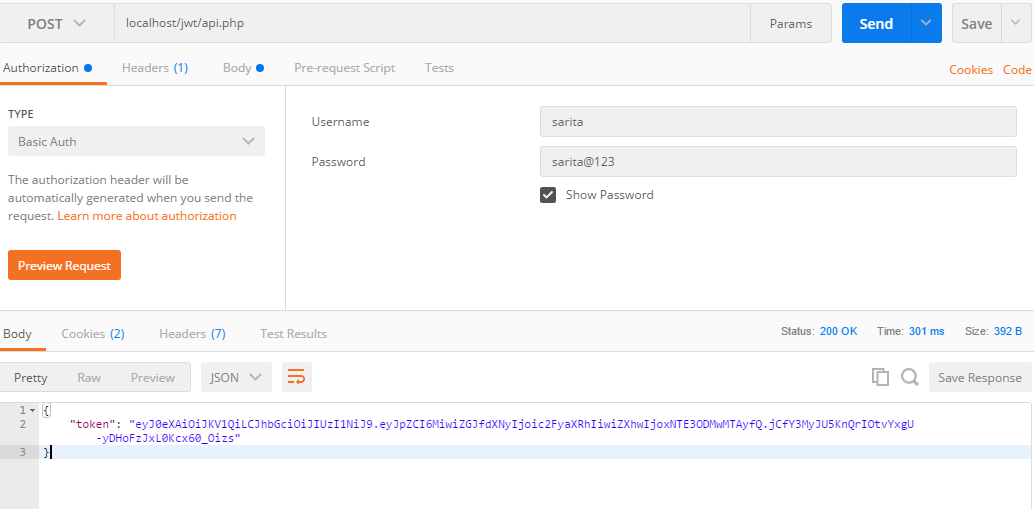 POST localhost/jwt/api.php Params Send Save
Authorization Headers (1) Body Pre-request Script Tests Cookies Code
TYPE
Basic Auth
The authorization header will be
automatically generated when you send the
request. Learn more about authorization
Preview Request
Username sarita
Password sarita@123
Show Password
Body Cookies (2) Headers (7) Test Results Status: 200 OK Time: 301 ms Size: 392 B
Pretty Raw Preview JSON Save Response
1 {
2 "token": "eyJ0eXAiOiJKV1QiLCJhbGciOiJIUzI1NiJ9.eyJpZCI6MiwiZGJfdXNyIjoic2FyaXRhIiwiZXhwIjoxNTE3ODMwMTAyfQ.jCfY3MyJU5KnQrIOtvYxgU
-yDHoFzJxL0Kcx60_Oizs"
3 }